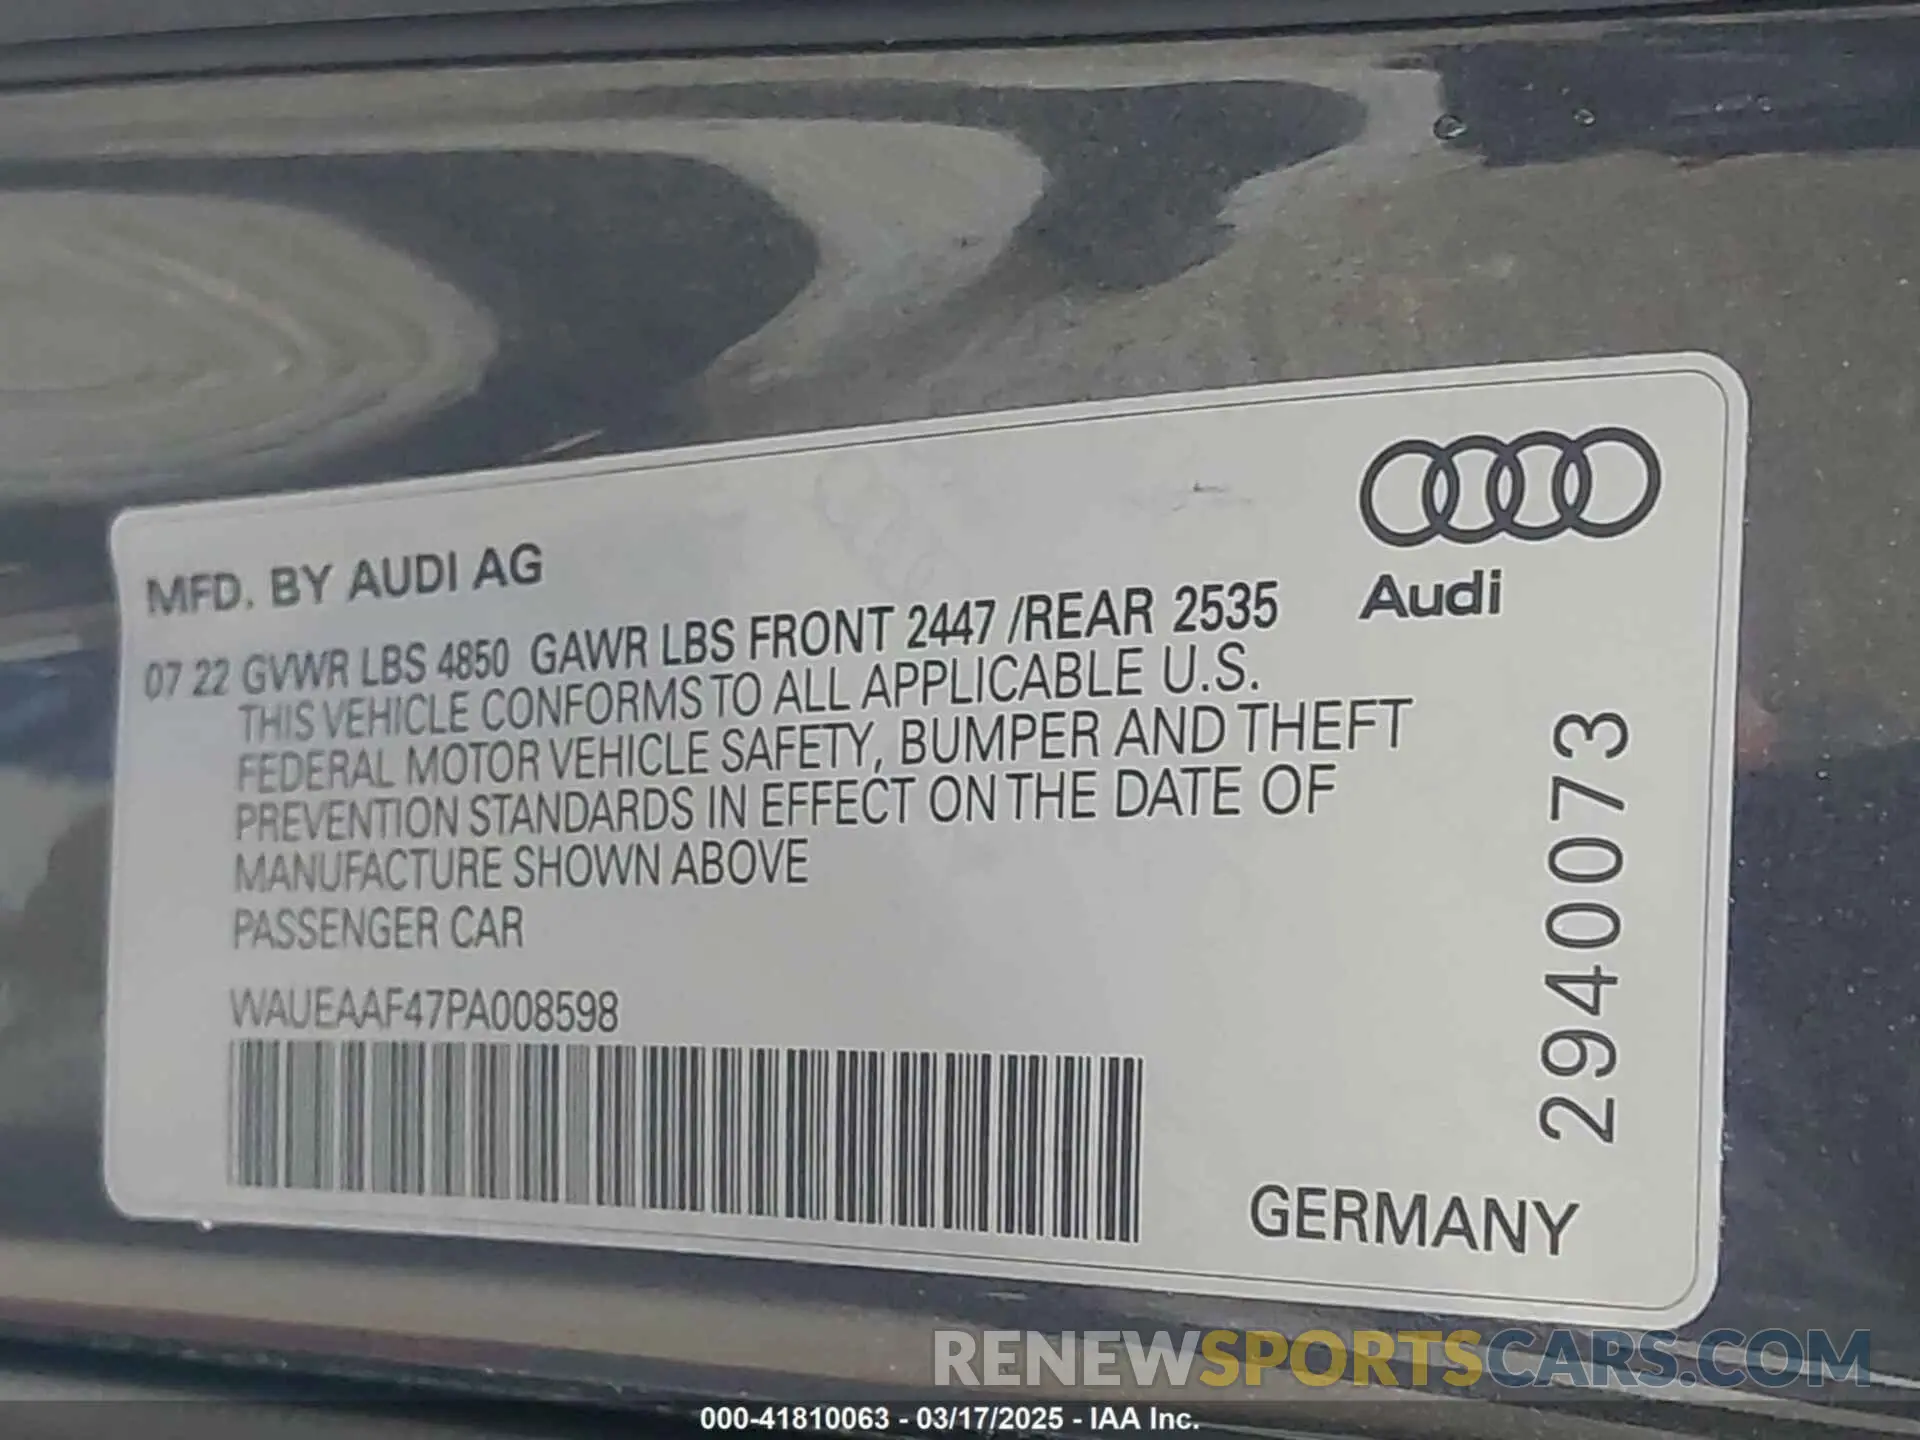 MFD. BY AUDI AG
Audi
07 22 GVWR LBS 4850 GAWR LBS FRONT 2447 /REAR 2535
THIS VEHICLE CONFORMS TO ALL APPLICABLE U.S.
FEDERAL MOTOR VEHICLE SAFETY, BUMPER AND THEFT
PREVENTION STANDARDS IN EFFECT ON THE DATE OF
MANUFACTURE SHOWN ABOVE
PASSENGER CAR
WAUEAAF47PA008598
2940073
GERMANY
RENEWSPORTSCARS.COM
000-41810063 - 03/17/2025 - IAA Inc.